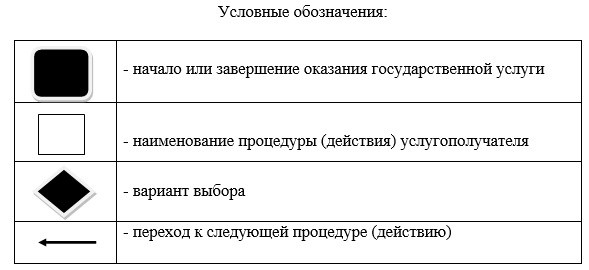 Условные обозначения:
- начало или завершение оказания государственной услуги
- наименование процедуры (действия) услугополучателя
- вариант выбора
- переход к следующей процедуре (действию)